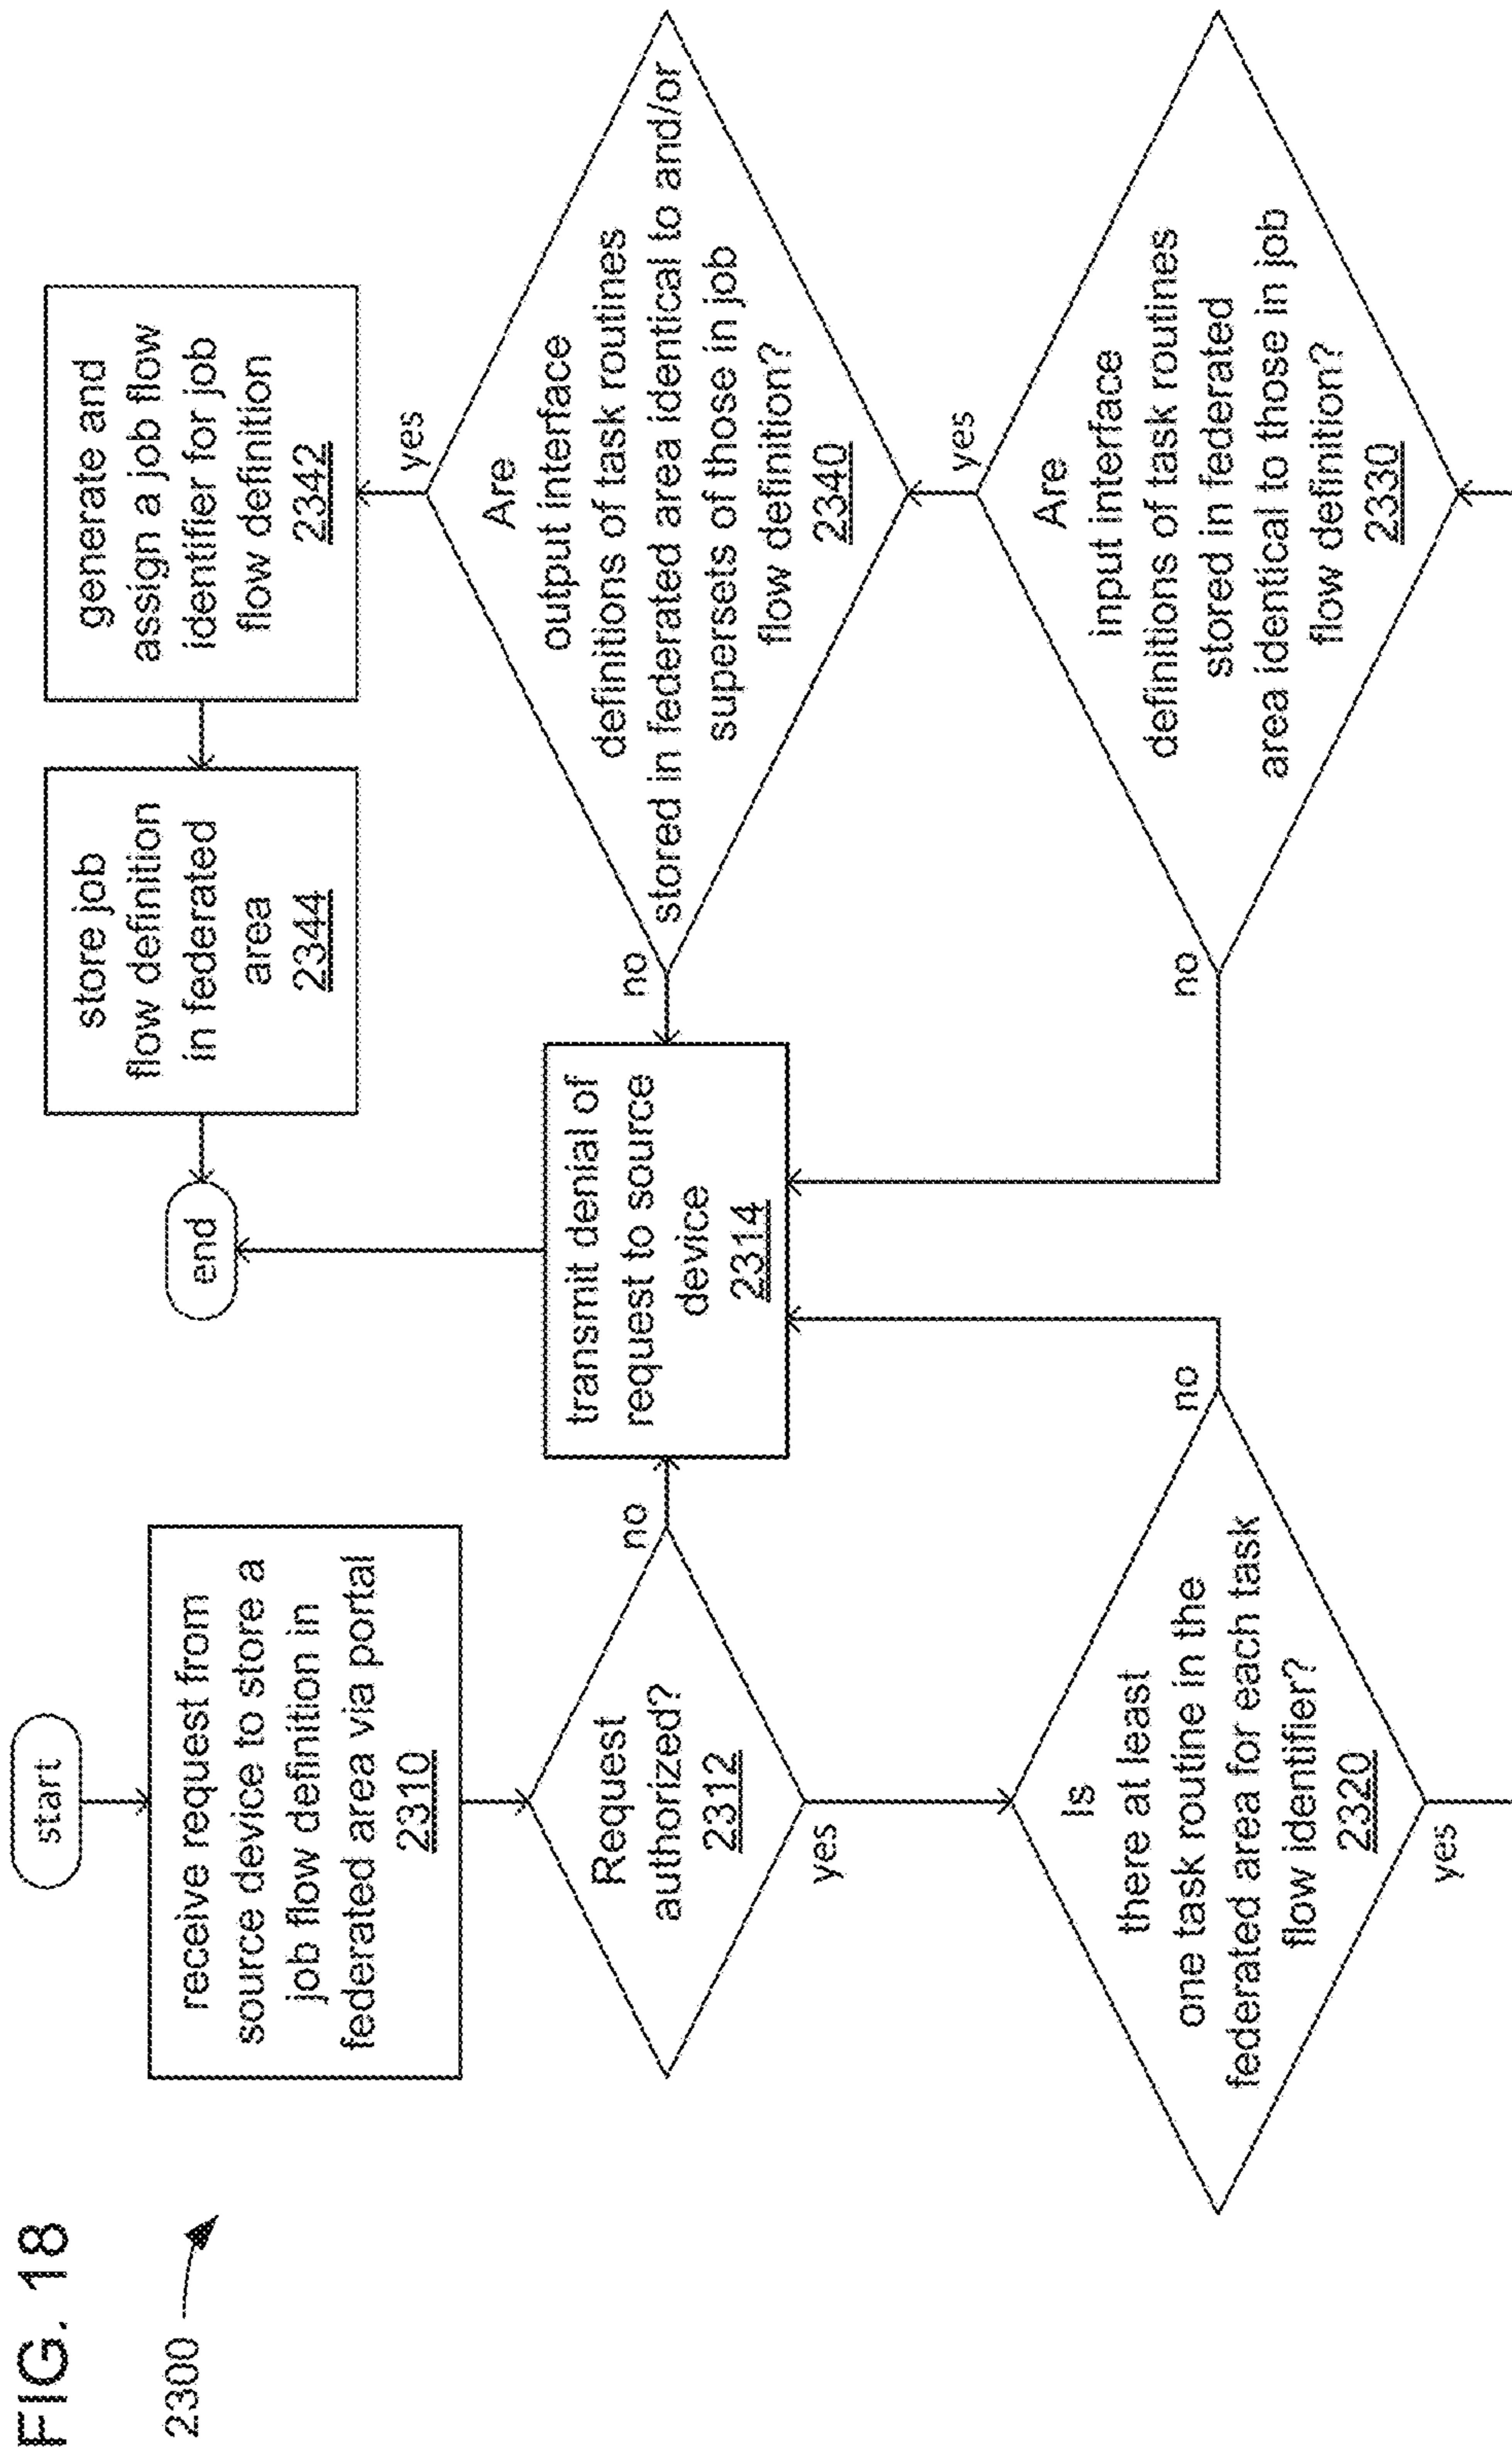 FIG. 18
2300
start
receive request from
source device to store a
job flow definition in
federated area via portal
2310
Request
authorized?
2312
no
yes
Is
there at least
one task routine in the
federated area for each task
flow identifier?
2320
no
yes
transmit denial of
request to source
device
2314
end
store job
flow definition
in federated
area
2344
generate and
assign a job flow
identifier for job
flow definition
2342
yes
Are
output interface
definitions of task routines
stored in federated area identical to and/or
supersets of those in job
flow definition?
2340
no
yes
Are
input interface
definitions of task routines
stored in federated
area identical to those in job
flow definition?
2330
no